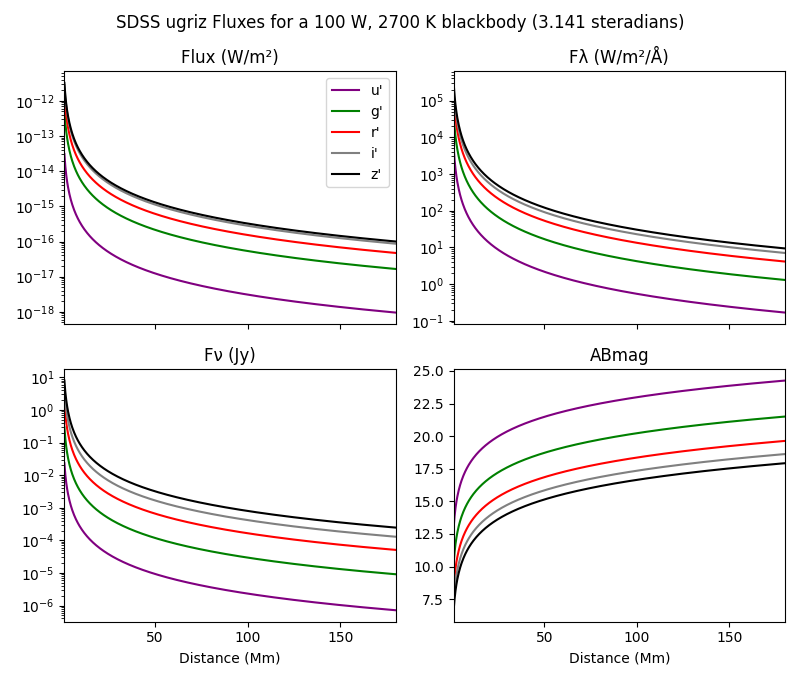 SDSS ugriz Fluxes for a 100 W, 2700 K blackbody (3.141 steradians)
Flux (W/m²)
10⁻¹²
10⁻¹³
10⁻¹⁴
10⁻¹⁵
10⁻¹⁶
10⁻¹⁷
10⁻¹⁸
u'
g'
r'
i'
z'
Fλ (W/m²/Å)
10⁵
10⁴
10³
10²
10¹
10⁰
10⁻¹
Fν (Jy)
10¹
10⁰
10⁻¹
10⁻²
10⁻³
10⁻⁴
10⁻⁵
10⁻⁶
50 100 150
Distance (Mm)
ABmag
25.0
22.5
20.0
17.5
15.0
12.5
10.0
7.5
50 100 150
Distance (Mm)